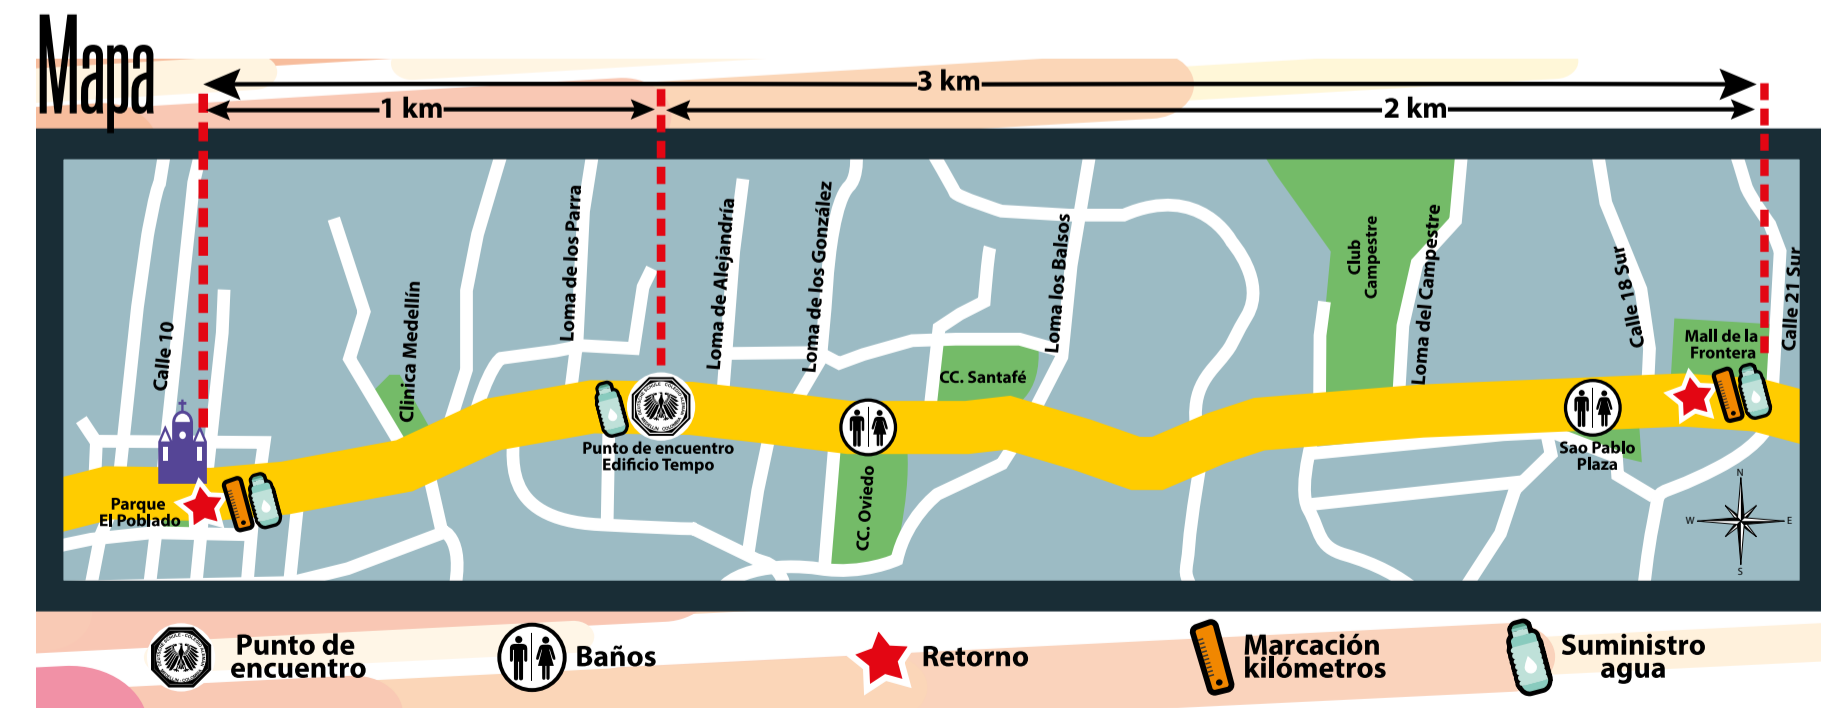 Mapa
3 km
1 km
2 km
Calle 10
Clinica Medellín
Loma de los Parra
Loma de Alejandría
Loma de los González
Loma los Balsos
Club
Campestre
Loma del Campestre
Calle 18 Sur
Calle 21 Sur
Mall de la
Frontera
CC. Santafé
Punto de encuentro
Edificio Tempo
CC. Oviedo
Sao Pablo
Plaza
Parque
El Poblado
N
W
E
S
Punto de
encuentro
Baños
Retorno
Marcación
kilómetros
Suministro
agua